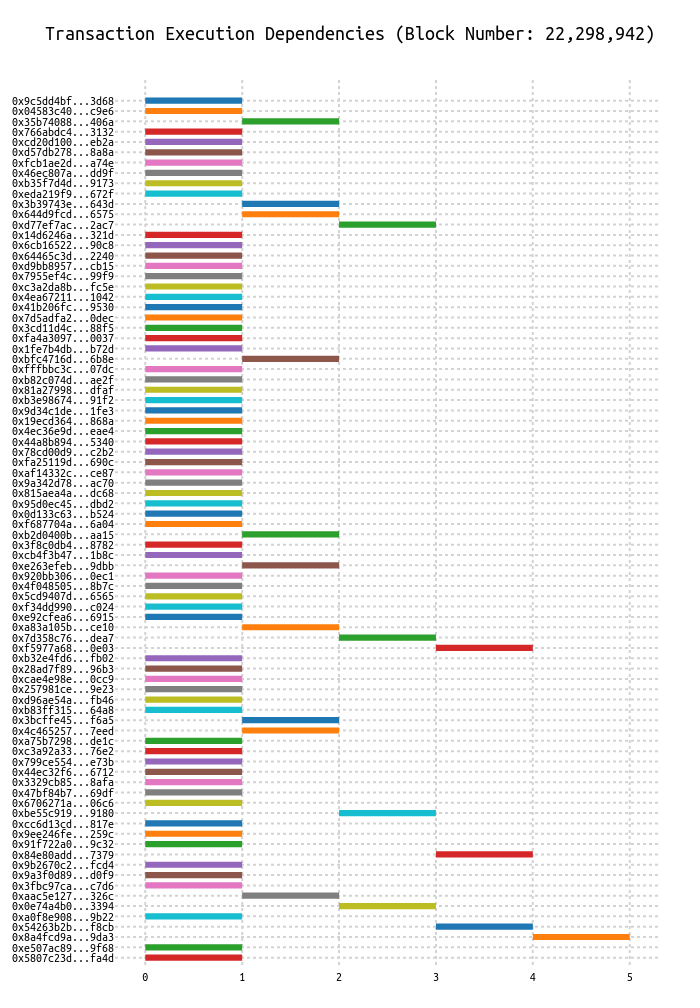 Transaction Execution Dependencies (Block Number: 22,298,942)
0x9c5dd4bf...3d68
0x04583c40...c9e6
0x35b74088...406a
0x766abdc4...3132
0xcd20d100...eb2a
0xd57db278...8a8a
0xfcb1ae2d...a74e
0x46ec807a...dd9f
0xb35f7d4d...9173
0xeda219f9...672f
0x3b39743e...643d
0x644d9fcd...6575
0xd77ef7ac...2ac7
0x14d6246a...321d
0x6cb16522...90c8
0x64465c3d...2240
0xd9bb8957...cb15
0x7955ef4c...99f9
0xc3a2da8b...fc5e
0x4ea67211...1042
0x41b206fc...9530
0x7d5adfa2...0dec
0x3cd11d4c...88f5
0xfa4a3097...0037
0x1fe7b4db...b72d
0xbfc4716d...6b8e
0xfffbbc3c...07dc
0xb82c074d...ae2f
0x81a27998...dfaf
0xb3e98674...91f2
0x9d34c1de...1fe3
0x19ecd364...868a
0x4ec36e9d...eae4
0x44a8b894...5340
0x78cd00d9...c2b2
0xfa25119d...690c
0xaf14332c...ce87
0x9a342d78...ac70
0x815aea4a...dc68
0x95d0ec45...dbd2
0x0d133c63...b524
0xf687704a...6a04
0xb2d0400b...aa15
0x3f8c0db4...8782
0xcb4f3b47...1b8c
0xe263efeb...9dbb
0x920bb306...0ec1
0x4f048505...8b7c
0x5cd9407d...6565
0xf34dd990...c024
0xe92cfea6...6915
0xa83a105b...ce10
0x7d358c76...dea7
0xf5977a68...0e03
0xb32e4fd6...fb02
0x28ad7f89...96b3
0xcae4e98e...0cc9
0x257981ce...9e23
0xd96ae54a...fb46
0xb83ff315...64a8
0x3bcffe45...f6a5
0x4c465257...7eed
0xa75b7298...de1c
0xc3a92a33...76e2
0x799ce554...e73b
0x44ec32f6...6712
0x3329cb85...8afa
0x47bf84b7...69df
0x6706271a...06c6
0xbe55c919...9180
0xcc6d13cd...817e
0x9ee246fe...259c
0x91f722a0...9c32
0x84e80add...7379
0x9b2670c2...fcd4
0x9a3f0d89...d0f9
0x3fbc97ca...c7d6
0xaac5e127...326c
0x0e74a4b0...3394
0xa0f8e908...9b22
0x54263b2b...f8cb
0x8a4fcd9a...9da3
0xe507ac89...9f68
0x5807c23d...fa4d
0 1 2 3 4 5